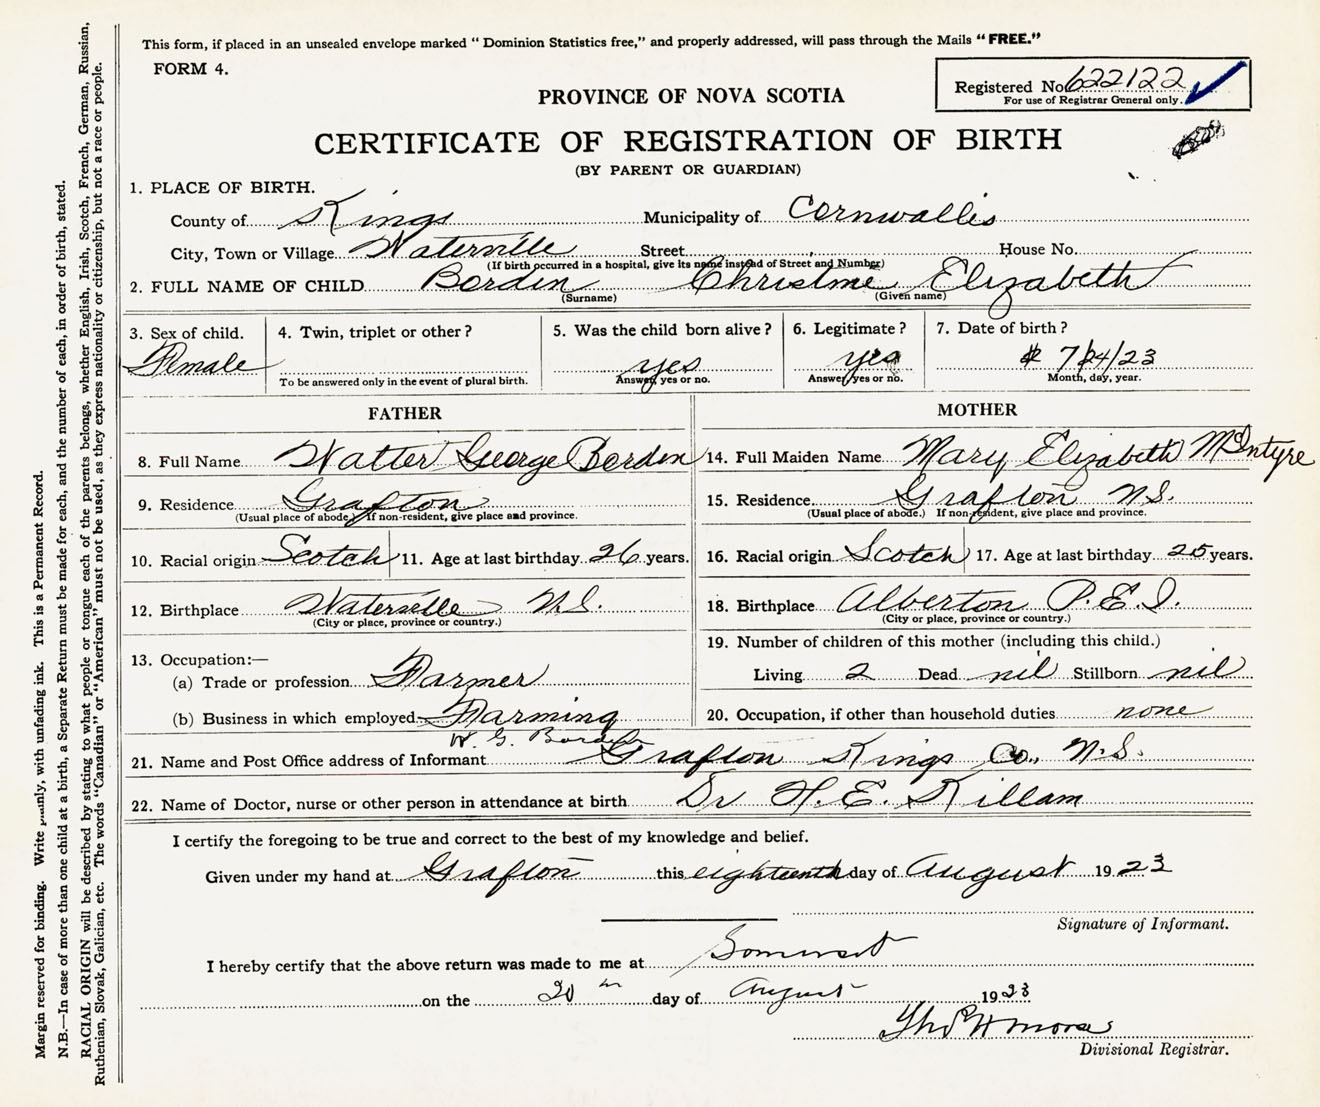 This form, if placed in an unsealed envelope marked "Dominion Statistics free," and properly addressed, will pass through the Mails "FREE."
FORM 4.
Registered No. 622122
For use of Registrar General only.
PROVINCE OF NOVA SCOTIA
CERTIFICATE OF REGISTRATION OF BIRTH
(BY PARENT OR GUARDIAN)
1. PLACE OF BIRTH.
County of Kings Municipality of Cornwallis
City, Town or Village Waterville Street House No.
(If birth occurred in a hospital, give its name instead of Street and Number)
2. FULL NAME OF CHILD Borden Christine Elizabeth
(Surname) (Given name)
3. Sex of child. 4. Twin, triplet or other? 5. Was the child born alive? 6. Legitimate? 7. Date of birth?
Female yes yes 7/24/23
To be answered only in the event of plural birth. Answer yes or no. Answer yes or no. Month, day, year.
FATHER MOTHER
8. Full Name Walter George Borden 14. Full Maiden Name Mary Elizabeth McIntyre
9. Residence Grafton 15. Residence Grafton N.S.
(Usual place of abode.) If non-resident, give place and province. (Usual place of abode.) If non-resident, give place and province.
10. Racial origin Scotch 11. Age at last birthday 26 years. 16. Racial origin Scotch 17. Age at last birthday 25 years.
12. Birthplace Waterville N.S. 18. Birthplace Alberton P.E.I.
(City or place, province or country.) (City or place, province or country.)
19. Number of children of this mother (including this child.)
13. Occupation:—
(a) Trade or profession Farmer Living 2 Dead nil Stillborn nil
(b) Business in which employed Farming 20. Occupation, if other than household duties none
W. G. Borden
21. Name and Post Office address of Informant Grafton Kings Co., N.S.
22. Name of Doctor, nurse or other person in attendance at birth Dr H. E. Killam
I certify the foregoing to be true and correct to the best of my knowledge and belief.
Given under my hand at Grafton this eighteenth day of August 1923
Signature of Informant.
I hereby certify that the above return was made to me at Somerset
on the 20th day of August 1923
Thos H Morse
Divisional Registrar.
Margin reserved for binding. Write plainly, with unfading ink. This is a Permanent Record.
N.B.—In case of more than one child at a birth, a Separate Return must be made for each, and the number of each, in order of birth, stated.
RACIAL ORIGIN will be described by stating to what people or tongue each of the parents belongs, whether English, Irish, Scotch, French, German, Russian,
Ruthenian, Slovak, Galician, etc. The words "Canadian" or "American" must not be used, as they express nationality or citizenship, but not a race or people.